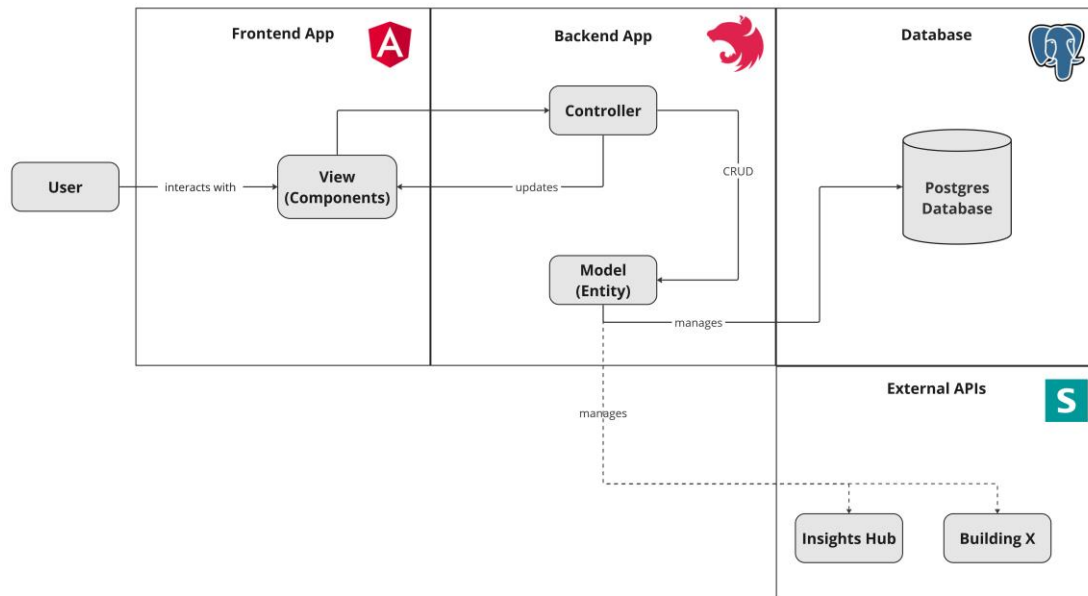 Frontend App
A
Backend App
Database
Controller
User
interacts with
View
(Components)
updates
CRUD
Postgres
Database
Model
(Entity)
manages
External APIs
S
manages
Insights Hub
Building X